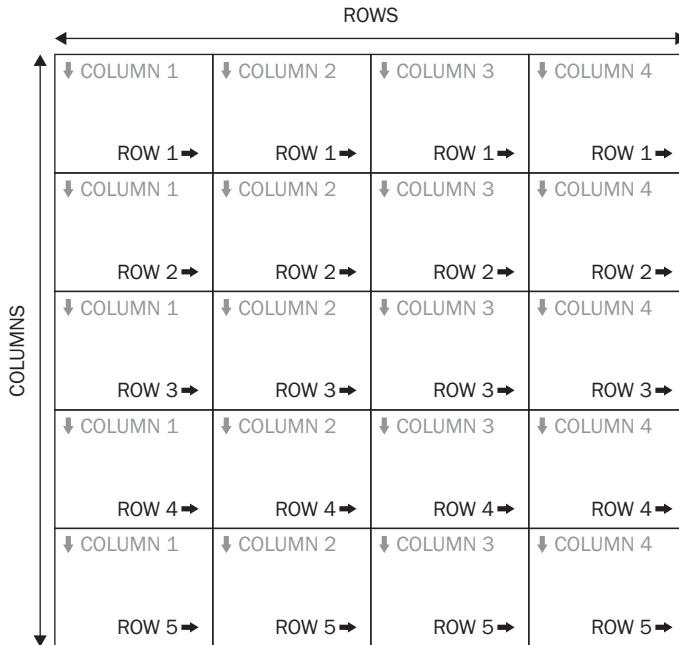 ROWS
COLUMNS
COLUMN 1 COLUMN 2 COLUMN 3 COLUMN 4
ROW 1 ROW 1 ROW 1 ROW 1
COLUMN 1 COLUMN 2 COLUMN 3 COLUMN 4
ROW 2 ROW 2 ROW 2 ROW 2
COLUMN 1 COLUMN 2 COLUMN 3 COLUMN 4
ROW 3 ROW 3 ROW 3 ROW 3
COLUMN 1 COLUMN 2 COLUMN 3 COLUMN 4
ROW 4 ROW 4 ROW 4 ROW 4
COLUMN 1 COLUMN 2 COLUMN 3 COLUMN 4
ROW 5 ROW 5 ROW 5 ROW 5